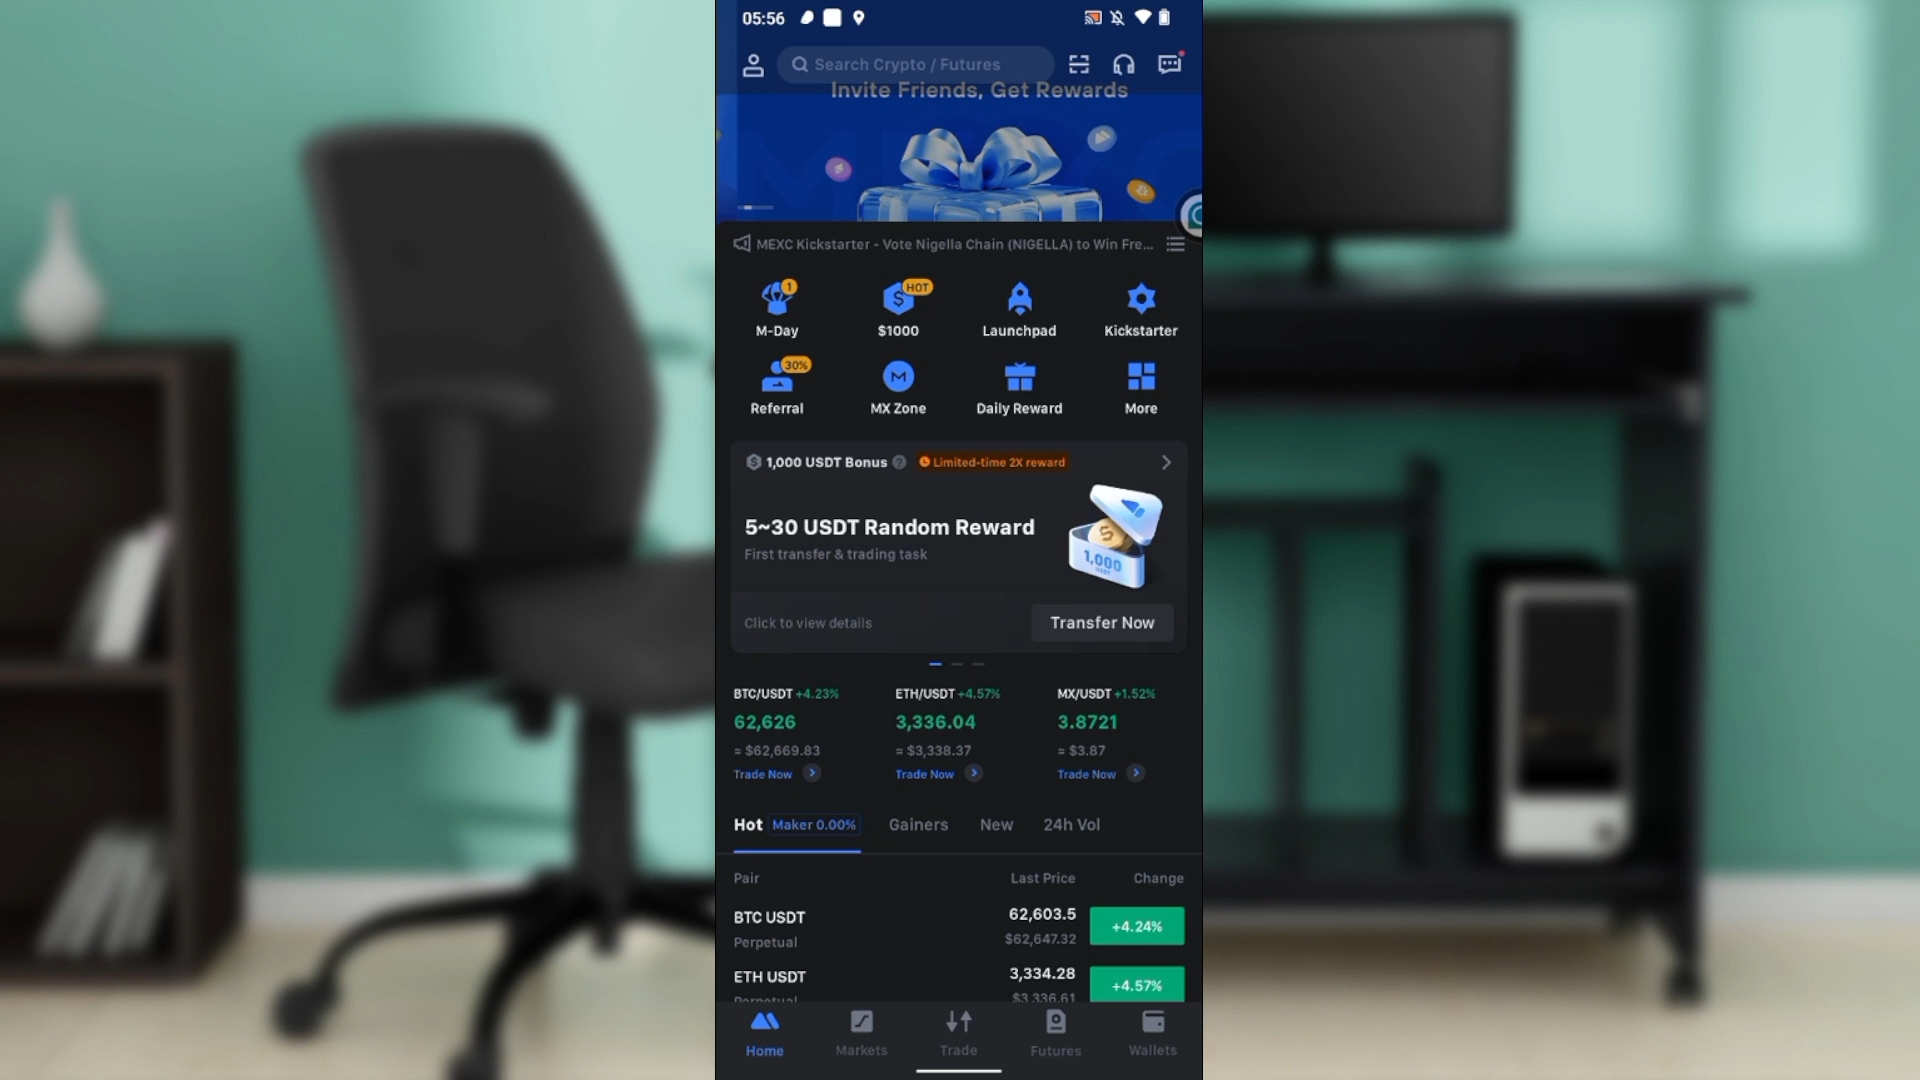 05:56
Search Crypto / Futures
Invite Friends, Get Rewards
MEXC Kickstarter - Vote Nigella Chain (NIGELLA) to Win Fre...
1
HOT
M-Day
$1000
Launchpad
Kickstarter
30%
Referral
MX Zone
Daily Reward
More
1,000 USDT Bonus
Limited-time 2X reward
5~30 USDT Random Reward
First transfer & trading task
1,000
Click to view details
Transfer Now
BTC/USDT +4.23%
ETH/USDT +4.57%
MX/USDT +1.52%
62,626
3,336.04
3.8721
≈ $62,669.83
≈ $3,338.37
≈ $3.87
Trade Now
Trade Now
Trade Now
Hot Maker 0.00% Gainers New 24h Vol
Pair Last Price Change
BTC USDT 62,603.5 +4.24%
Perpetual $62,647.32
ETH USDT 3,334.28 +4.57%
Perpetual $3,336.61
Home Markets Trade Futures Wallets